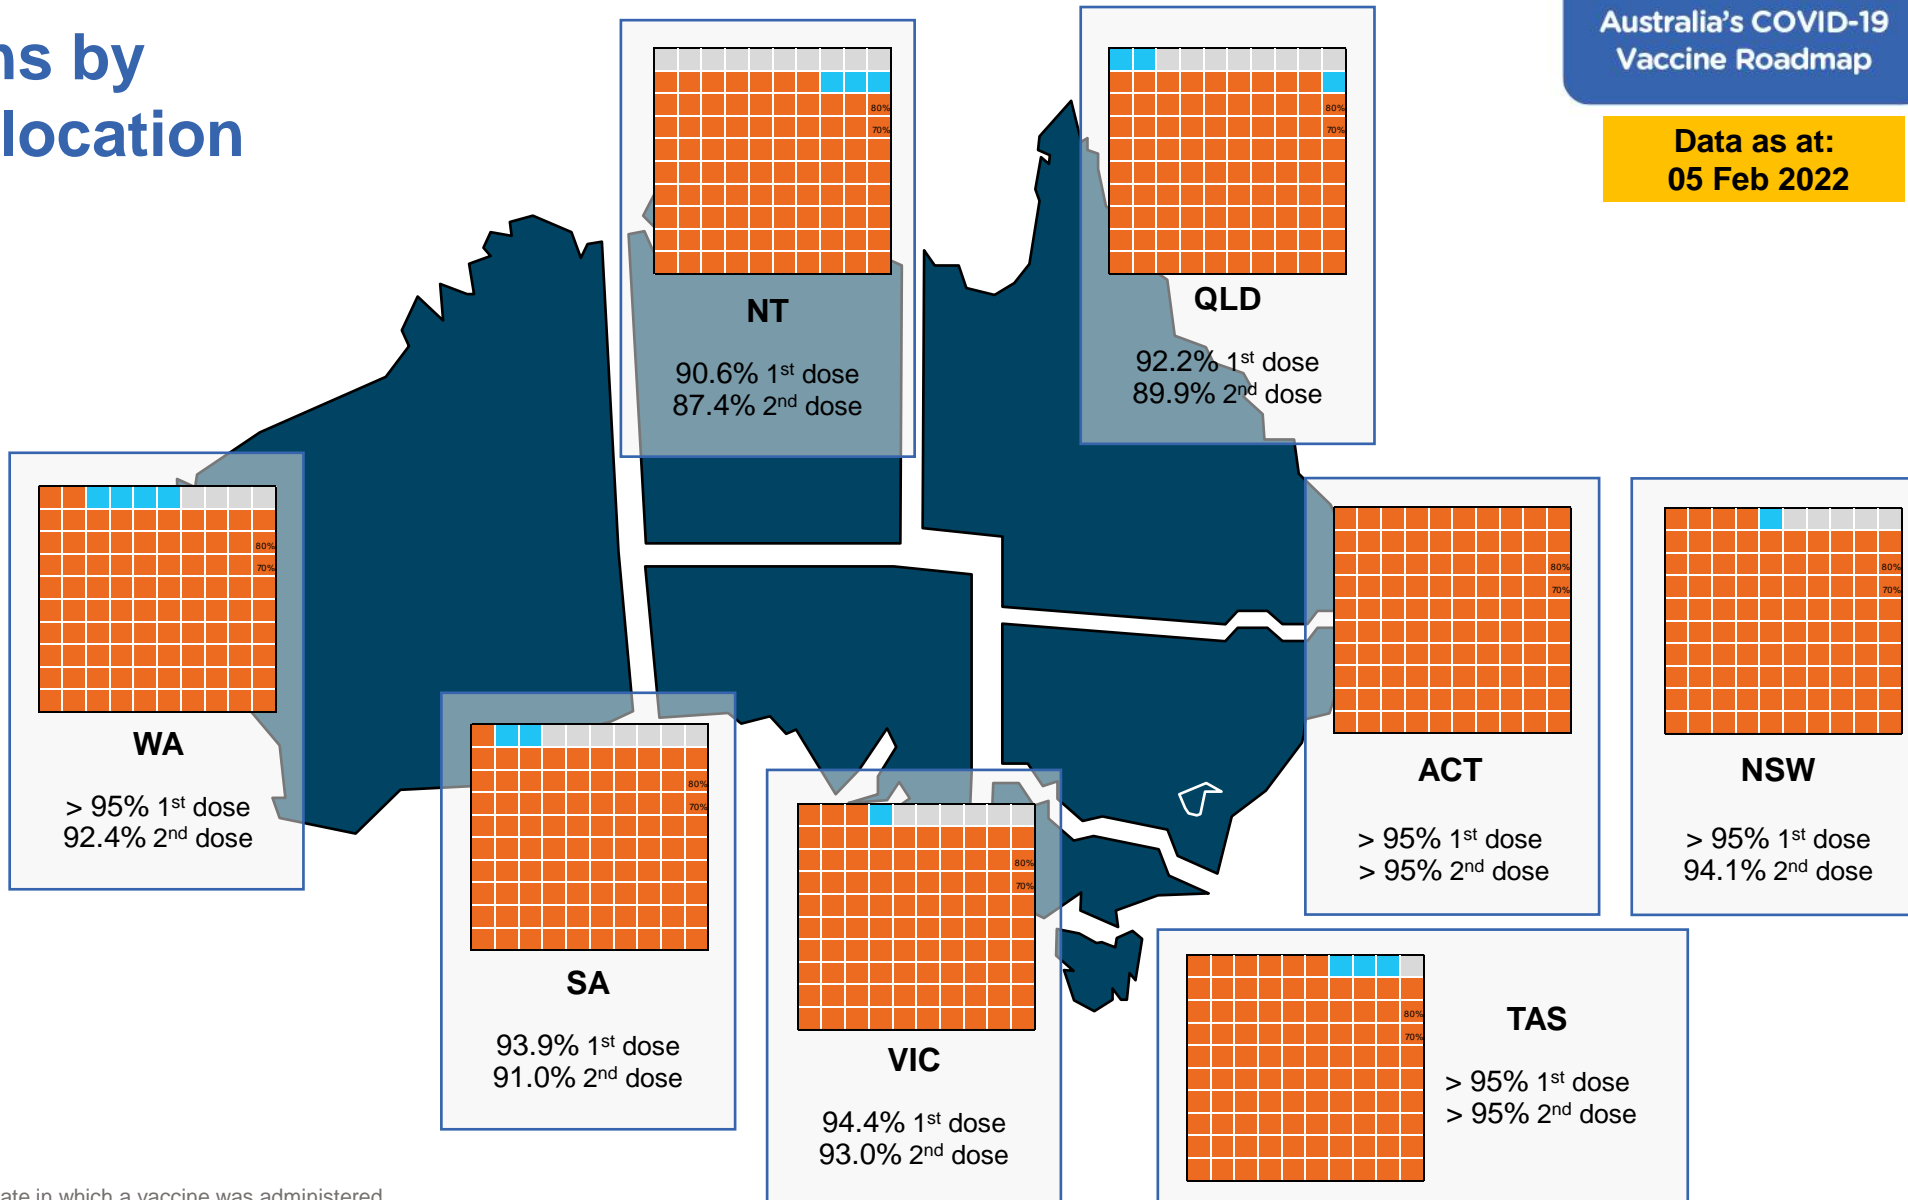 ns by
location
Australia's COVID-19
Vaccine Roadmap
Data as at:
05 Feb 2022
80%
70%
NT
90.6% 1st dose
87.4% 2nd dose
80%
70%
QLD
92.2% 1st dose
89.9% 2nd dose
80%
70%
WA
> 95% 1st dose
92.4% 2nd dose
80%
70%
SA
93.9% 1st dose
91.0% 2nd dose
80%
70%
VIC
94.4% 1st dose
93.0% 2nd dose
80%
70%
ACT
> 95% 1st dose
> 95% 2nd dose
80%
70%
NSW
> 95% 1st dose
94.1% 2nd dose
80%
70%
TAS
> 95% 1st dose
> 95% 2nd dose
ate in which a vaccine was administered